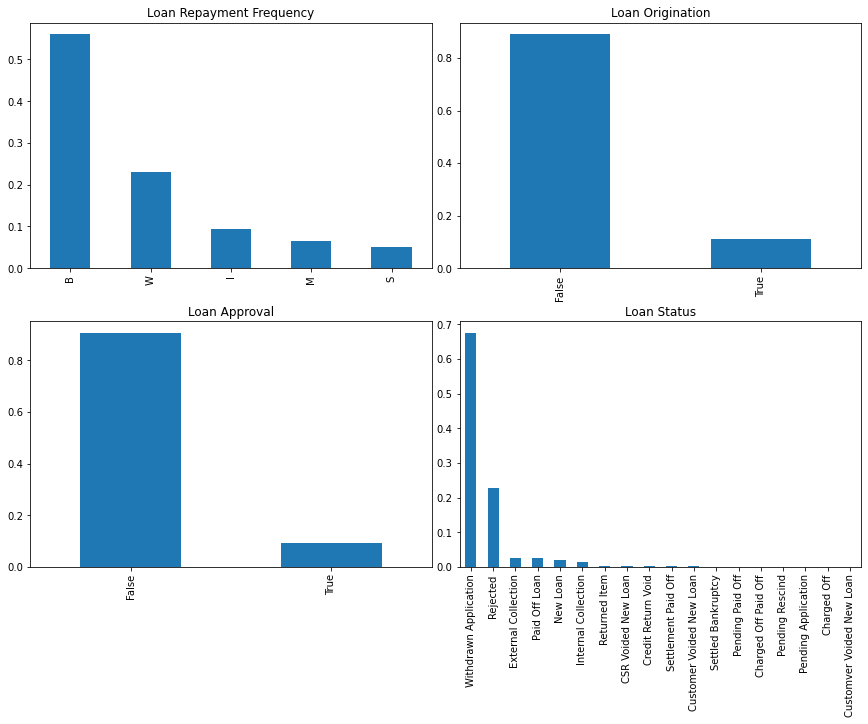 Loan Repayment Frequency
0.5
0.4
0.3
0.2
0.1
0.0
B
W
I
M
S
Loan Origination
0.8
0.6
0.4
0.2
0.0
False
True
Loan Approval
0.8
0.6
0.4
0.2
0.0
False
True
Loan Status
0.7
0.6
0.5
0.4
0.3
0.2
0.1
0.0
Withdrawn Application
Rejected
External Collection
Paid Off Loan
New Loan
Internal Collection
Returned Item
CSR Voided New Loan
Credit Return Void
Settlement Paid Off
Customer Voided New Loan
Settled Bankruptcy
Pending Paid Off
Charged Off Paid Off
Pending Rescind
Pending Application
Charged Off
Customver Voided New Loan